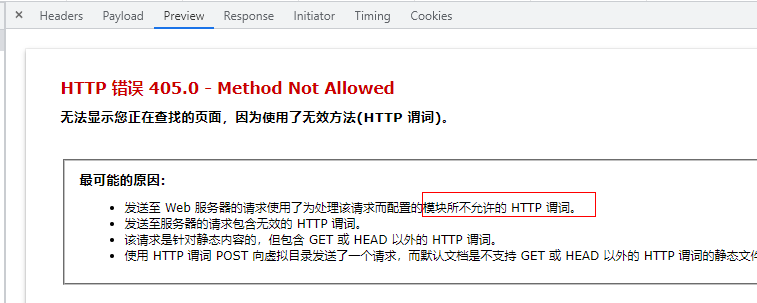 × Headers Payload Preview Response Initiator Timing Cookies
HTTP 错误 405.0 - Method Not Allowed
无法显示您正在查找的页面，因为使用了无效方法(HTTP 谓词)。
最可能的原因:
• 发送至 Web 服务器的请求使用了为处理该请求而配置的模块所不允许的 HTTP 谓词。
• 发送至服务器的请求包含无效的 HTTP 谓词。
• 该请求是针对静态内容的，但包含 GET 或 HEAD 以外的 HTTP 谓词。
• 使用 HTTP 谓词 POST 向虚拟目录发送了一个请求，而默认文档是不支持 GET 或 HEAD 以外的 HTTP 谓词的静态文件